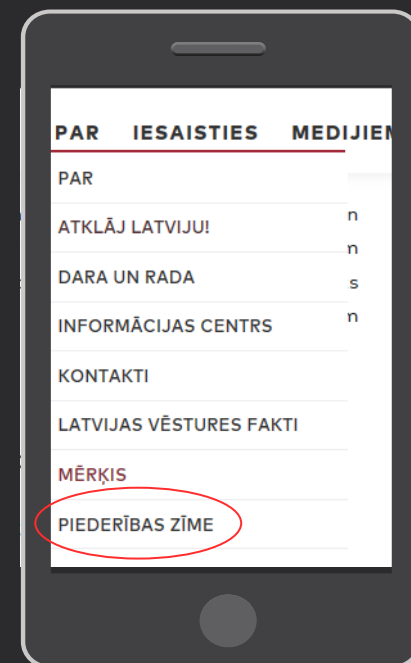 PAR IESAISTIES MEDIJIEM
PAR
ATKLĀJ LATVIJU!
DARA UN RADA
INFORMĀCIJAS CENTRS
KONTAKTI
LATVIJAS VĒSTURES FAKTI
MĒRĶIS
PIEDERĪBAS ZĪME